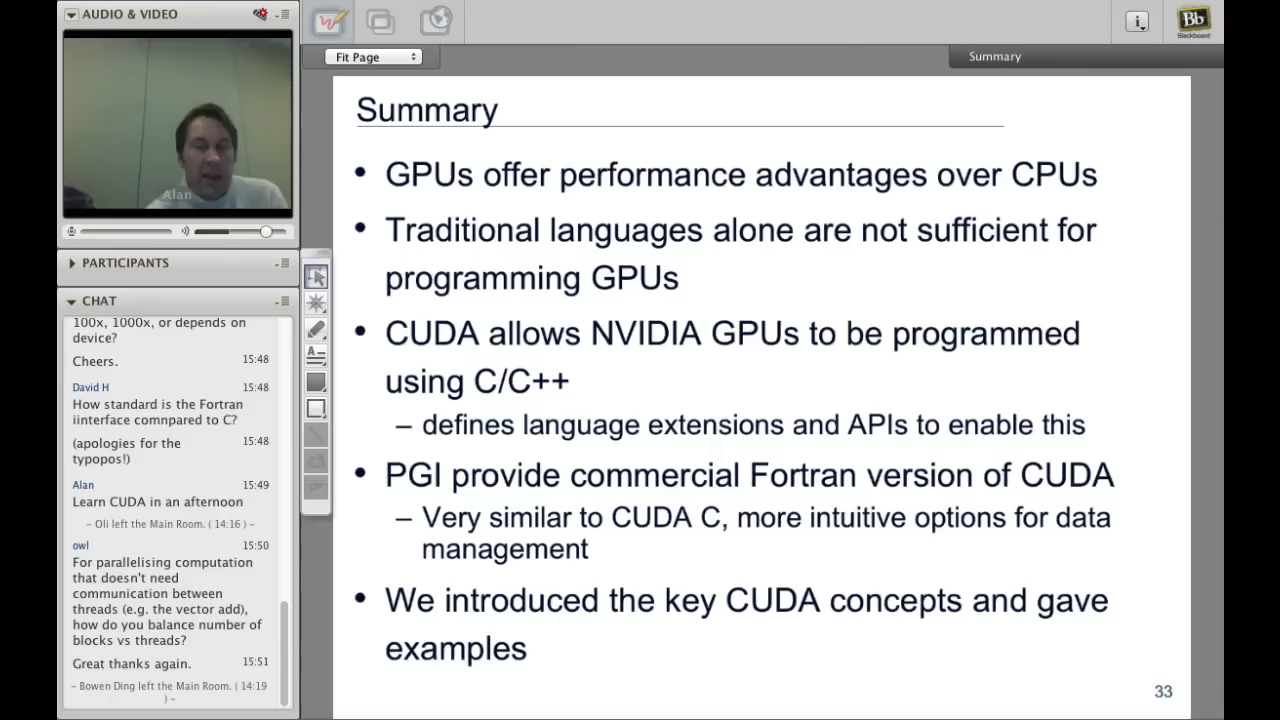 AUDIO & VIDEO
Alan
PARTICIPANTS
CHAT
100x, 1000x, or depends on
device?
Cheers. 15:48
David H 15:48
How standard is the Fortran
iinterface comnpared to C?
(apologies for the 15:48
typopos!)
Alan 15:49
Learn CUDA in an afternoon
- Oli left the Main Room. ( 14:16 ) -
owl 15:50
For parallelising computation
that doesn't need
communication between
threads (e.g. the vector add),
how do you balance number of
blocks vs threads?
Great thanks again. 15:51
- Bowen Ding left the Main Room. ( 14:19
) -
A
i
Bb
Blackboard
Fit Page
Summary
Summary
• GPUs offer performance advantages over CPUs
• Traditional languages alone are not sufficient for
programming GPUs
• CUDA allows NVIDIA GPUs to be programmed
using C/C++
– defines language extensions and APIs to enable this
• PGI provide commercial Fortran version of CUDA
– Very similar to CUDA C, more intuitive options for data
management
• We introduced the key CUDA concepts and gave
examples
33